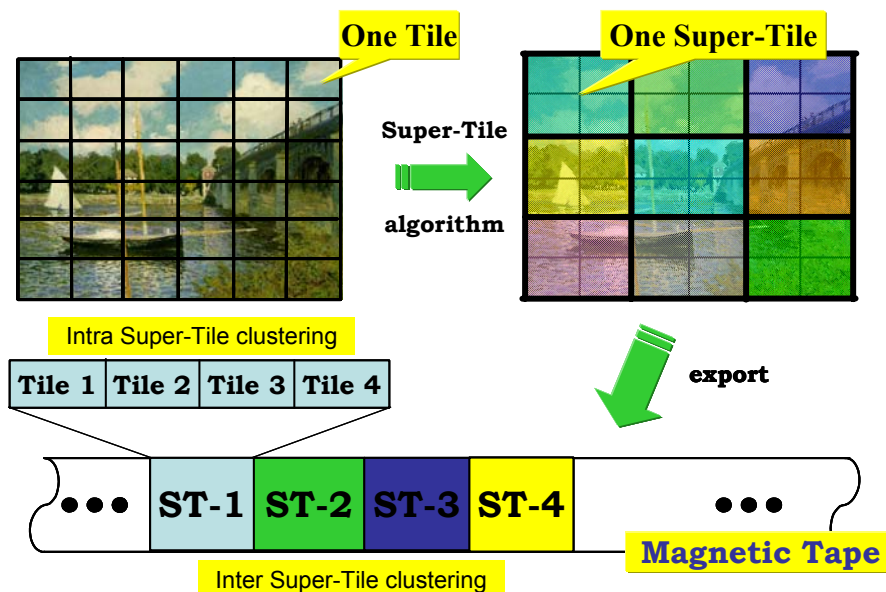 One Tile
One Super-Tile
Super-Tile
algorithm
Intra Super-Tile clustering
Tile 1 Tile 2 Tile 3 Tile 4
export
ST-1 ST-2 ST-3 ST-4
Magnetic Tape
Inter Super-Tile clustering